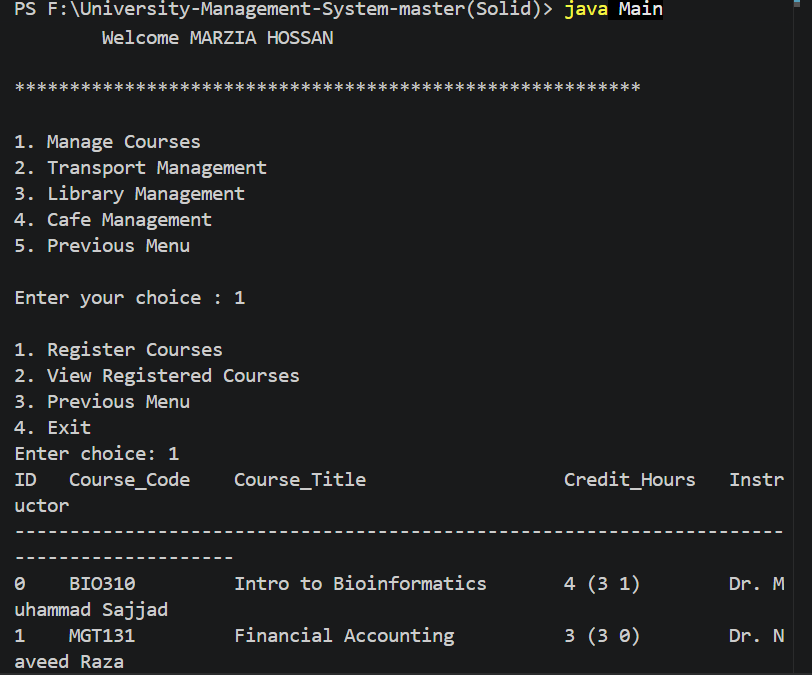 PS F:\University-Management-System-master(Solid)> java Main
Welcome MARZIA HOSSAN
*********************************************************
1. Manage Courses
2. Transport Management
3. Library Management
4. Cafe Management
5. Previous Menu
Enter your choice : 1
1. Register Courses
2. View Registered Courses
3. Previous Menu
4. Exit
Enter choice: 1
ID   Course_Code    Course_Title                  Credit_Hours   Instr
uctor
----------------------------------------------------------------------
--------------------
0    BIO310         Intro to Bioinformatics       4 (3 1)        Dr. M
uhammad Sajjad
1    MGT131         Financial Accounting          3 (3 0)        Dr. N
aveed Raza